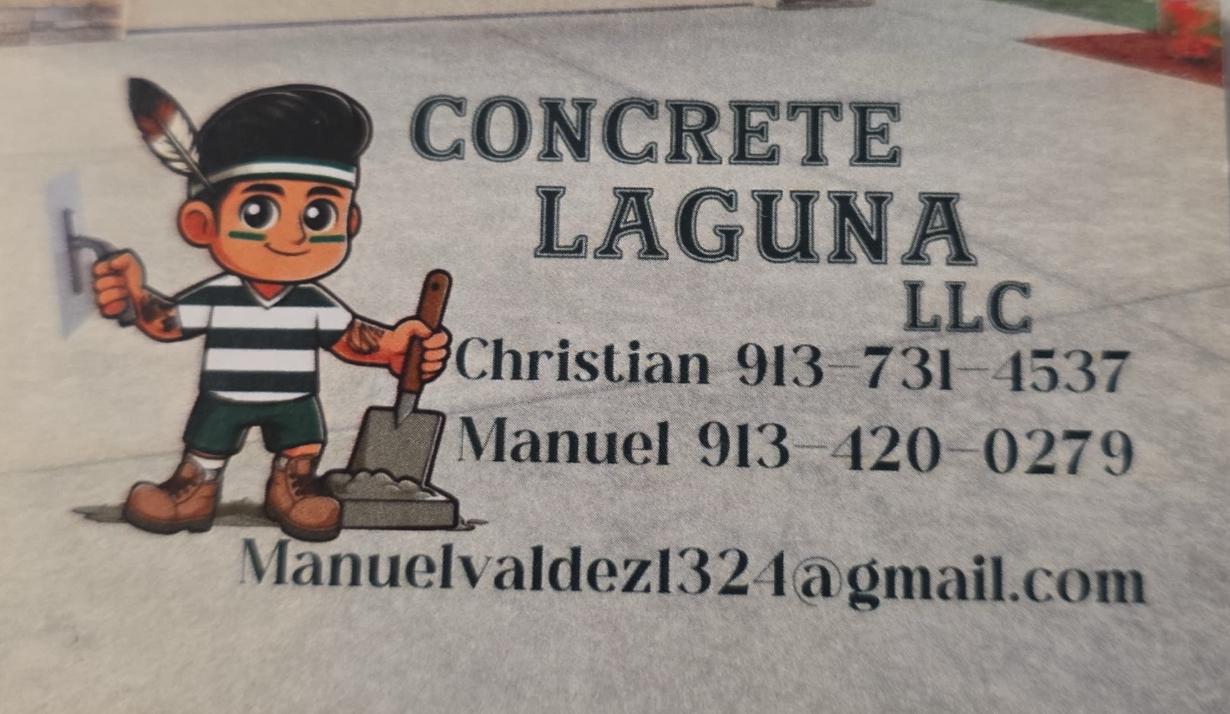 CONCRETE
LAGUNA
LLC
Christian 913-731-4537
Manuel 913-420-0279
Manuelvaldez1324@gmail.com